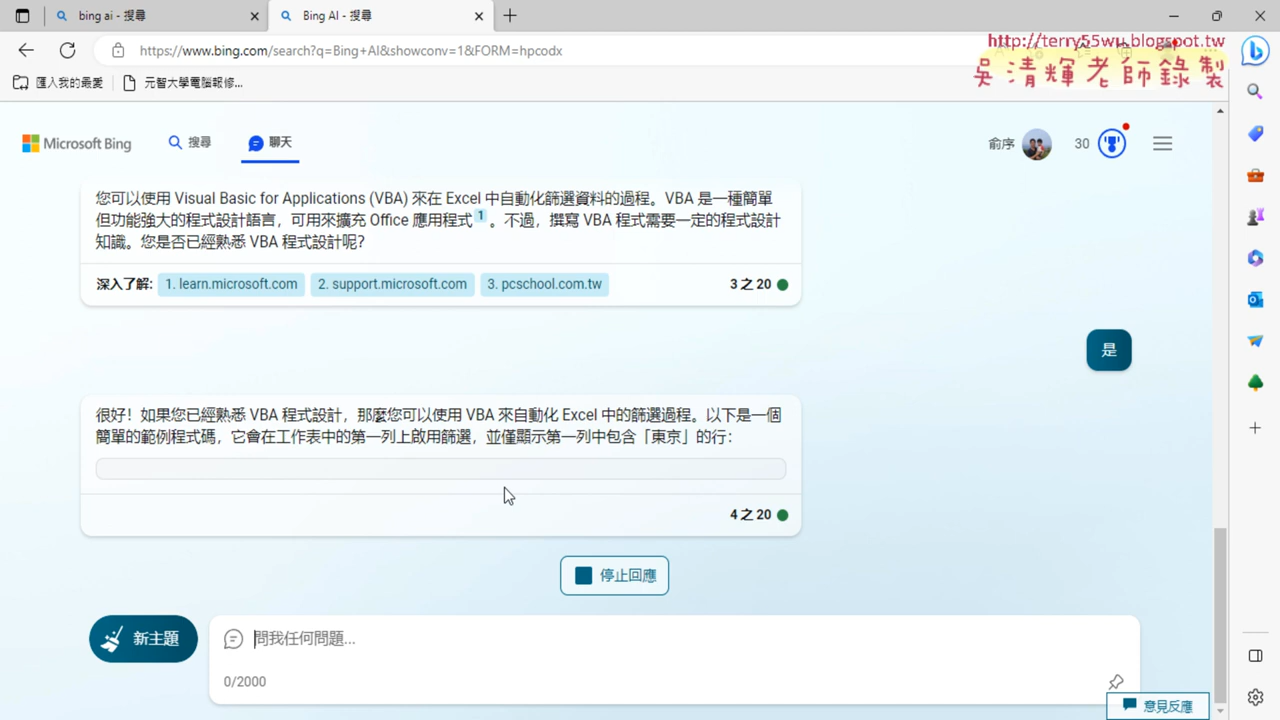 bing ai - 搜尋
Bing AI - 搜尋
https://www.bing.com/search?q=Bing+AI&showconv=1&FORM=hpcodx
http://terry55wu.blogspot.tw
吳清輝老師錄製
匯入我的最愛
元智大學電腦報修...
Microsoft Bing
搜尋
聊天
俞序
30
您可以使用 Visual Basic for Applications (VBA) 來在 Excel 中自動化篩選資料的過程。VBA 是一種簡單
但功能強大的程式設計語言，可用來擴充 Office 應用程式 1 。不過，撰寫 VBA 程式需要一定的程式設計
知識。您是否已經熟悉 VBA 程式設計呢?
深入了解: 1. learn.microsoft.com 2. support.microsoft.com 3. pcschool.com.tw 3 之 20
是
很好！如果您已經熟悉 VBA 程式設計，那麼您可以使用 VBA 來自動化 Excel 中的篩選過程。以下是一個
簡單的範例程式碼，它會在工作表中的第一列上啟用篩選，並僅顯示第一列中包含「東京」的行：
4 之 20
停止回應
新主題
問我任何問題...
0/2000
意見反應